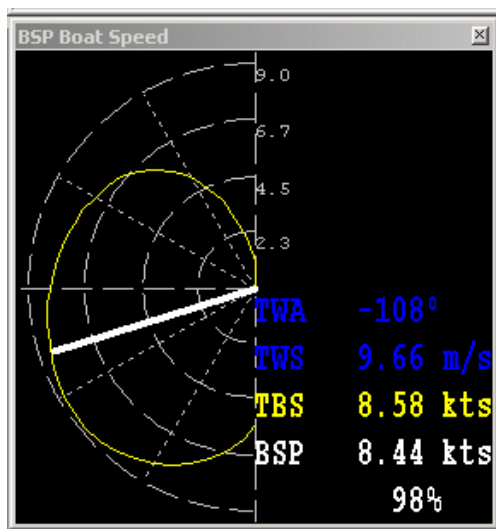 BSP Boat Speed
9.0
6.7
4.5
2.3
TWA -108°
TWS 9.66 m/s
TBS 8.58 kts
BSP 8.44 kts
98%